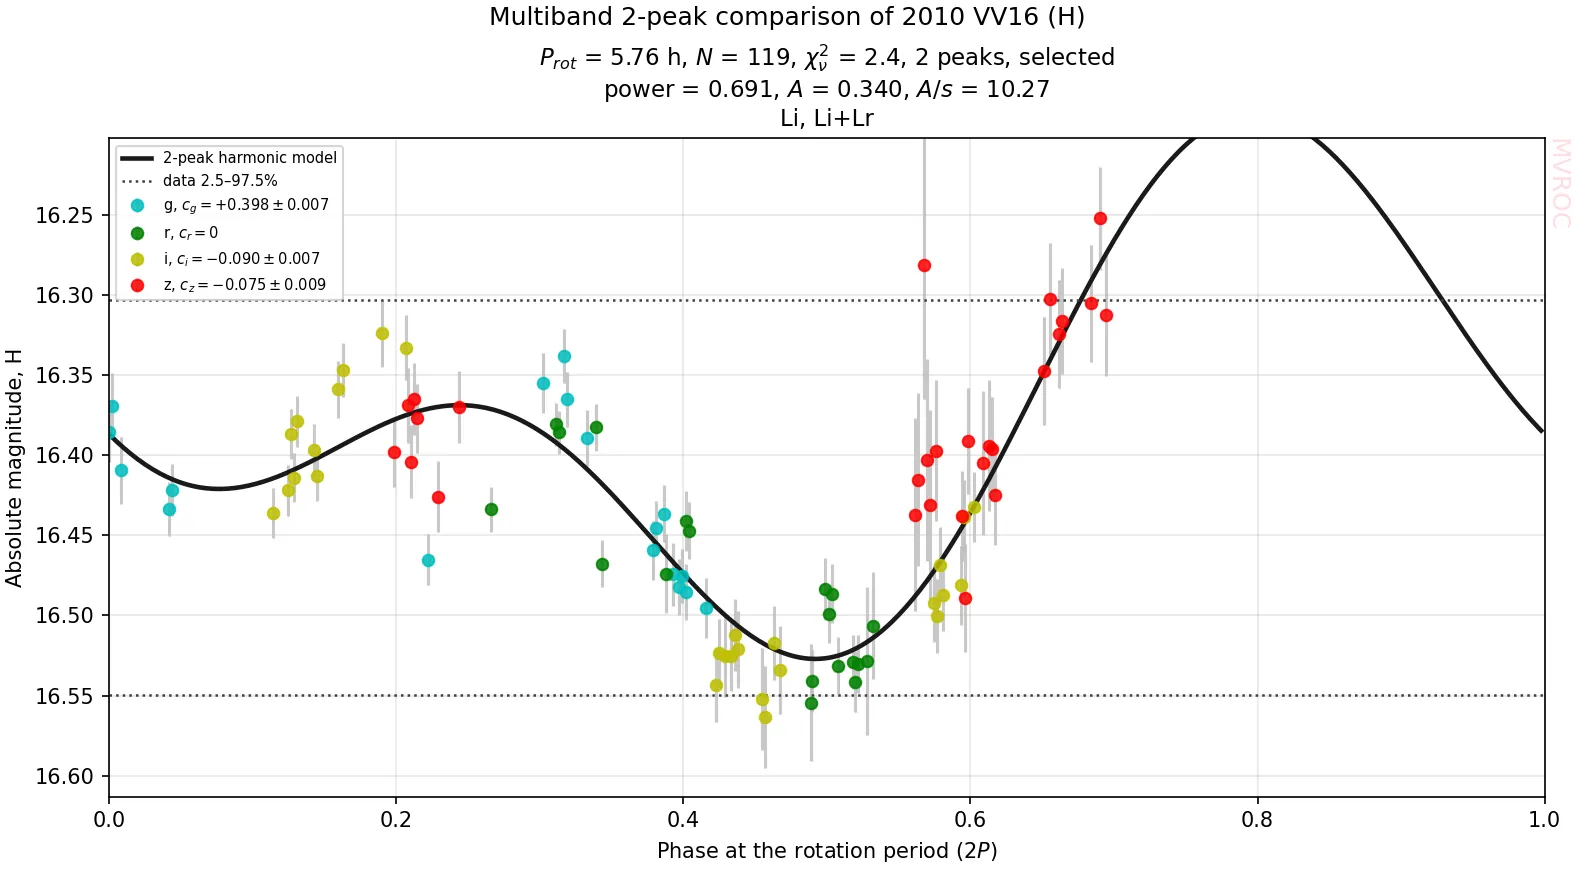 Multiband 2-peak comparison of 2010 VV16 (H)
P_rot = 5.76 h, N = 119, χ²_ν = 2.4, 2 peaks, selected
power = 0.691, A = 0.340, A/s = 10.27
Li, Li+Lr
2-peak harmonic model
data 2.5–97.5%
g, c_g = +0.398 ± 0.007
r, c_r = 0
i, c_i = −0.090 ± 0.007
z, c_z = −0.075 ± 0.009
MVROC
Absolute magnitude, H
16.25
16.30
16.35
16.40
16.45
16.50
16.55
16.60
0.0 0.2 0.4 0.6 0.8 1.0
Phase at the rotation period (2P)